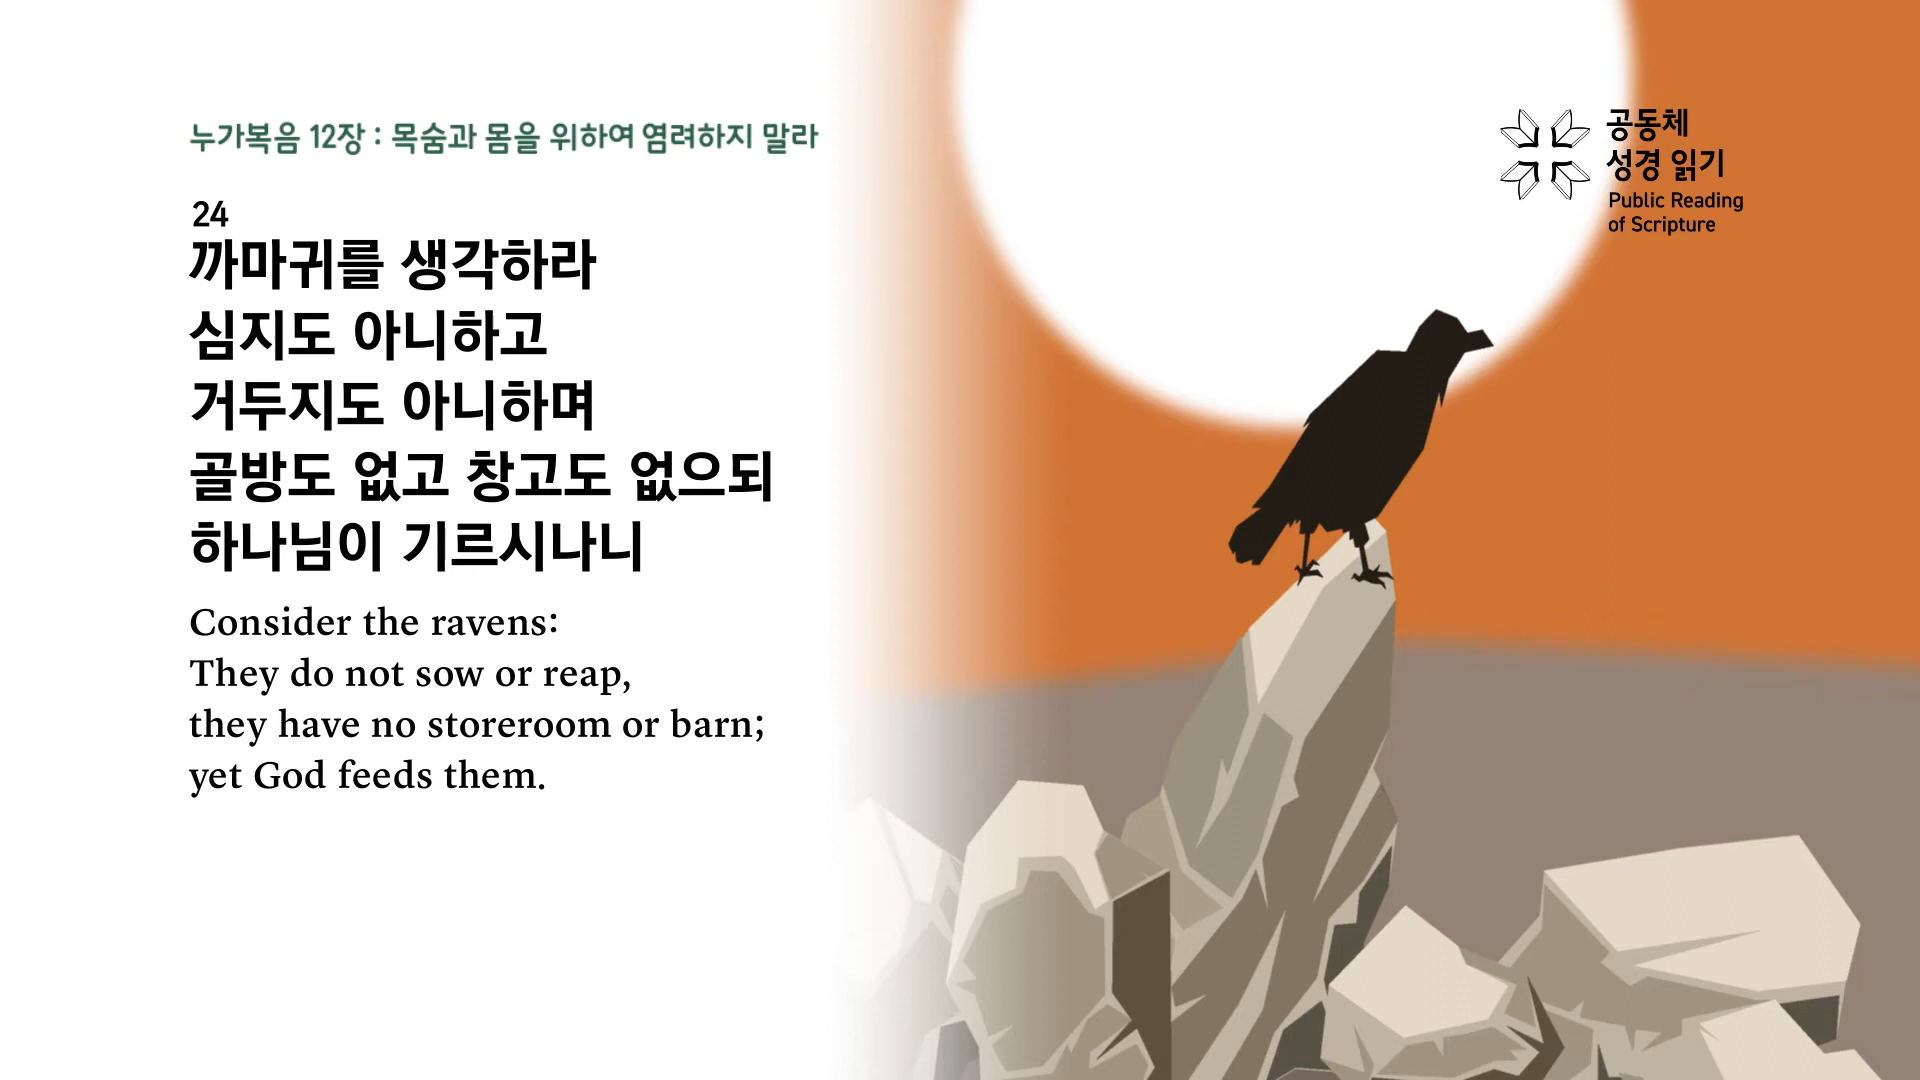 누가복음 12장 : 목숨과 몸을 위하여 염려하지 말라
24
까마귀를 생각하라
심지도 아니하고
거두지도 아니하며
골방도 없고 창고도 없으되
하나님이 기르시나니
Consider the ravens:
They do not sow or reap,
they have no storeroom or barn;
yet God feeds them.
공동체
성경 읽기
Public Reading
of Scripture